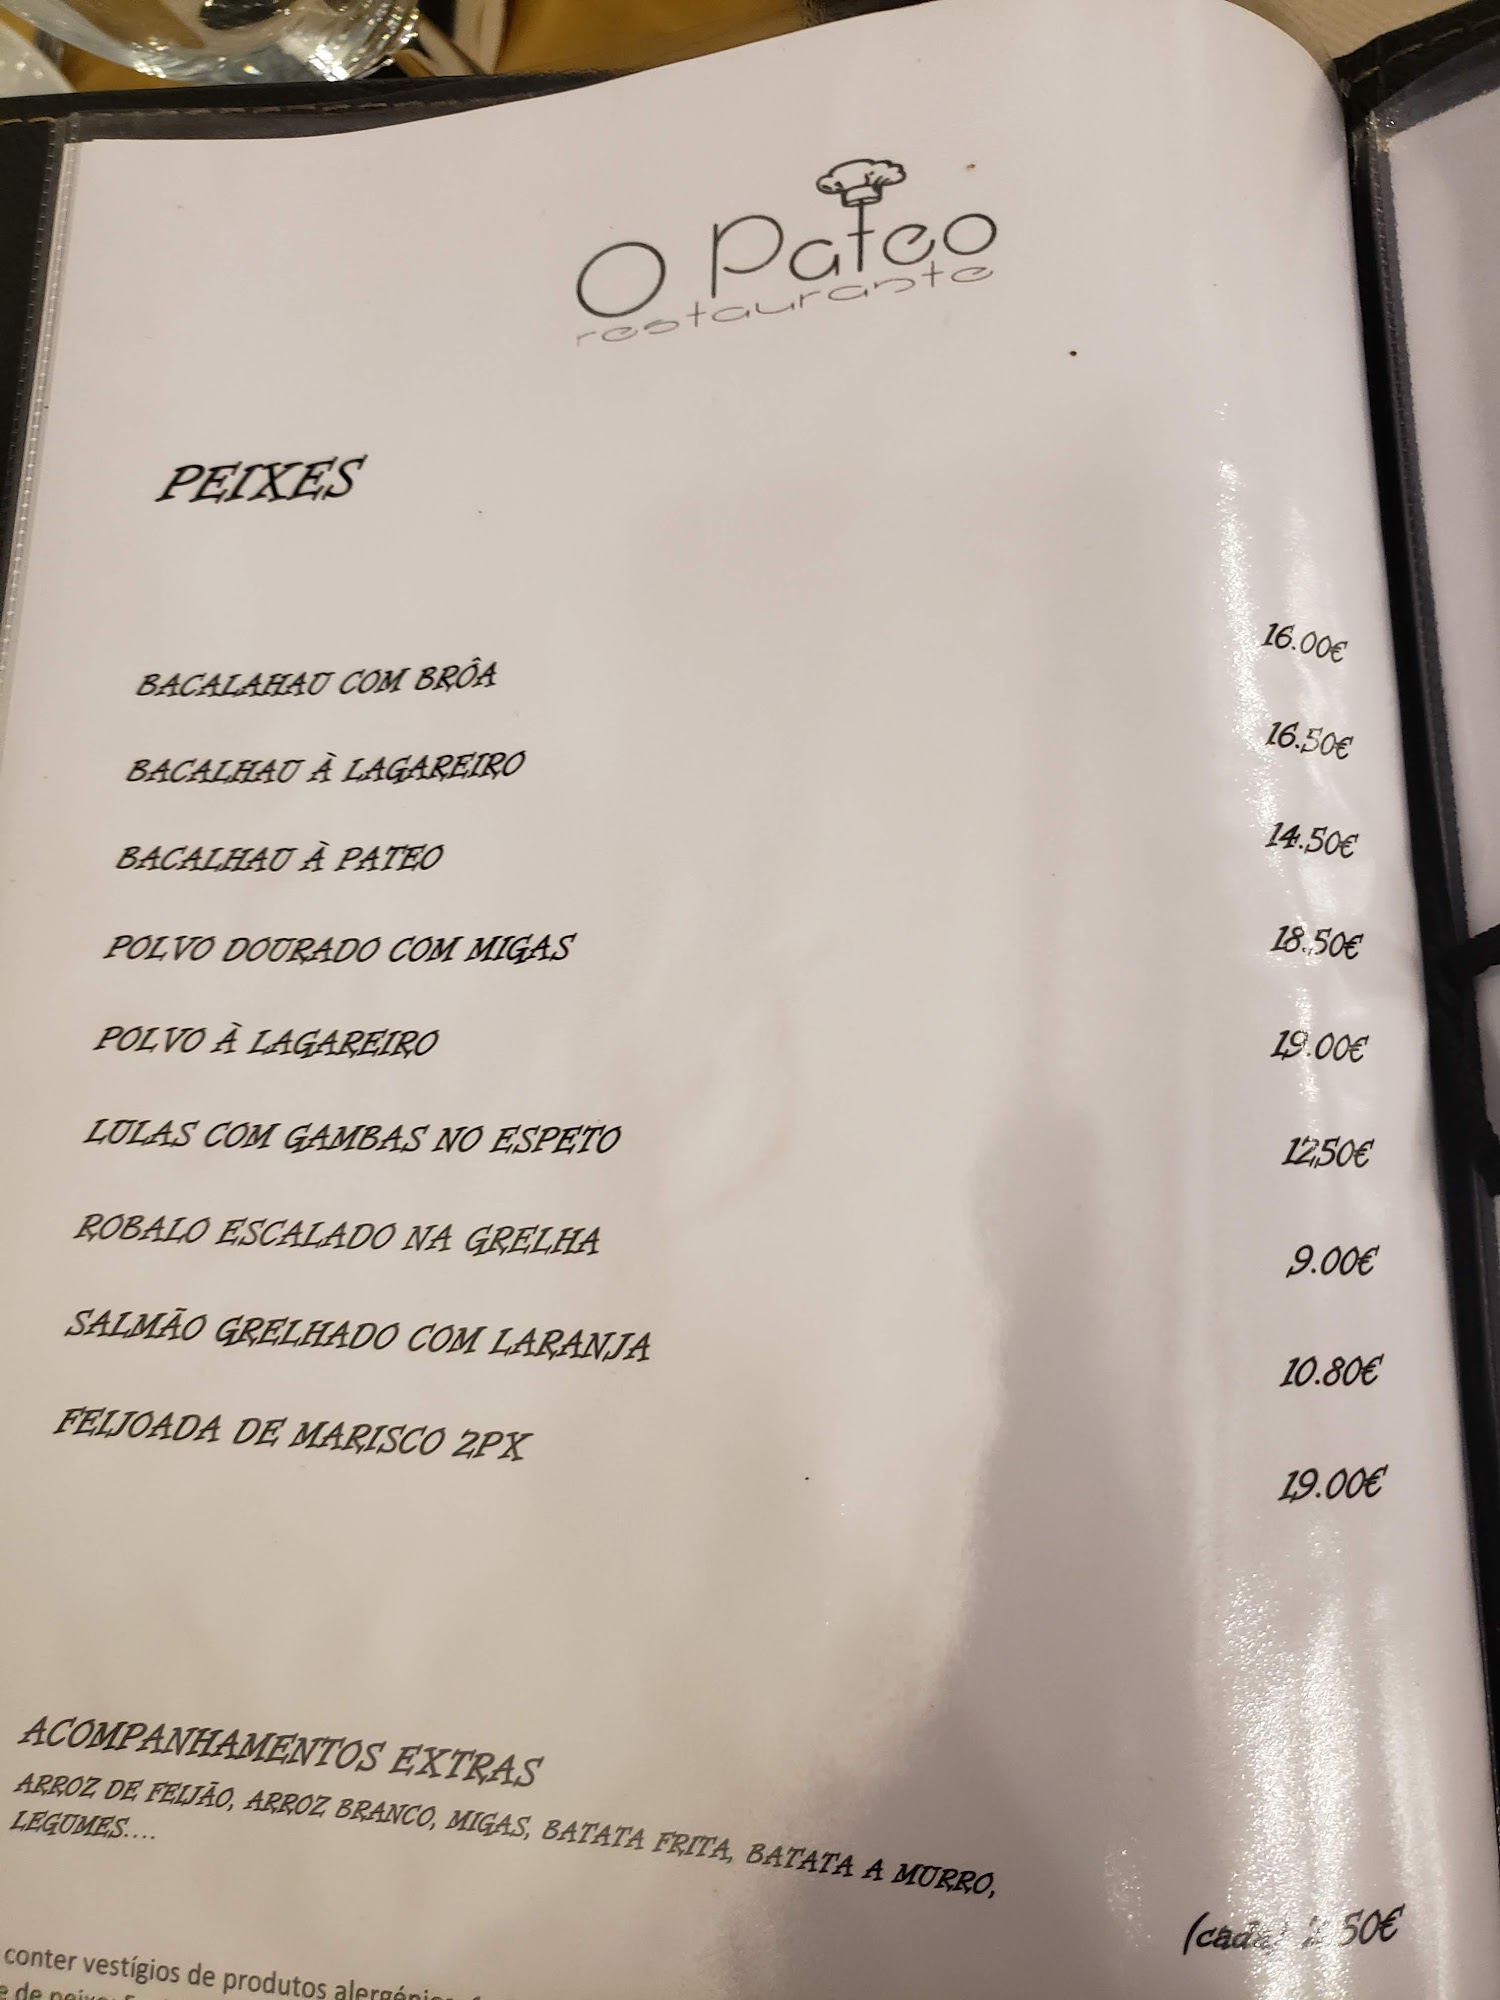 O Pateo
restaurante
PEIXES
BACALAHAU COM BRÔA 16.00€
BACALHAU À LAGAREIRO 16.50€
BACALHAU À PATEO 14.50€
POLVO DOURADO COM MIGAS 18.50€
POLVO À LAGAREIRO 19.00€
LULAS COM GAMBAS NO ESPETO 12,50€
ROBALO ESCALADO NA GRELHA 9.00€
SALMÃO GRELHADO COM LARANJA 10.80€
FEIJOADA DE MARISCO 2PX 19.00€
ACOMPANHAMENTOS EXTRAS
ARROZ DE FEIJÃO, ARROZ BRANCO, MIGAS, BATATA FRITA, BATATA A MURRO,
LEGUMES....
(cada)
conter vestígios de produtos
de